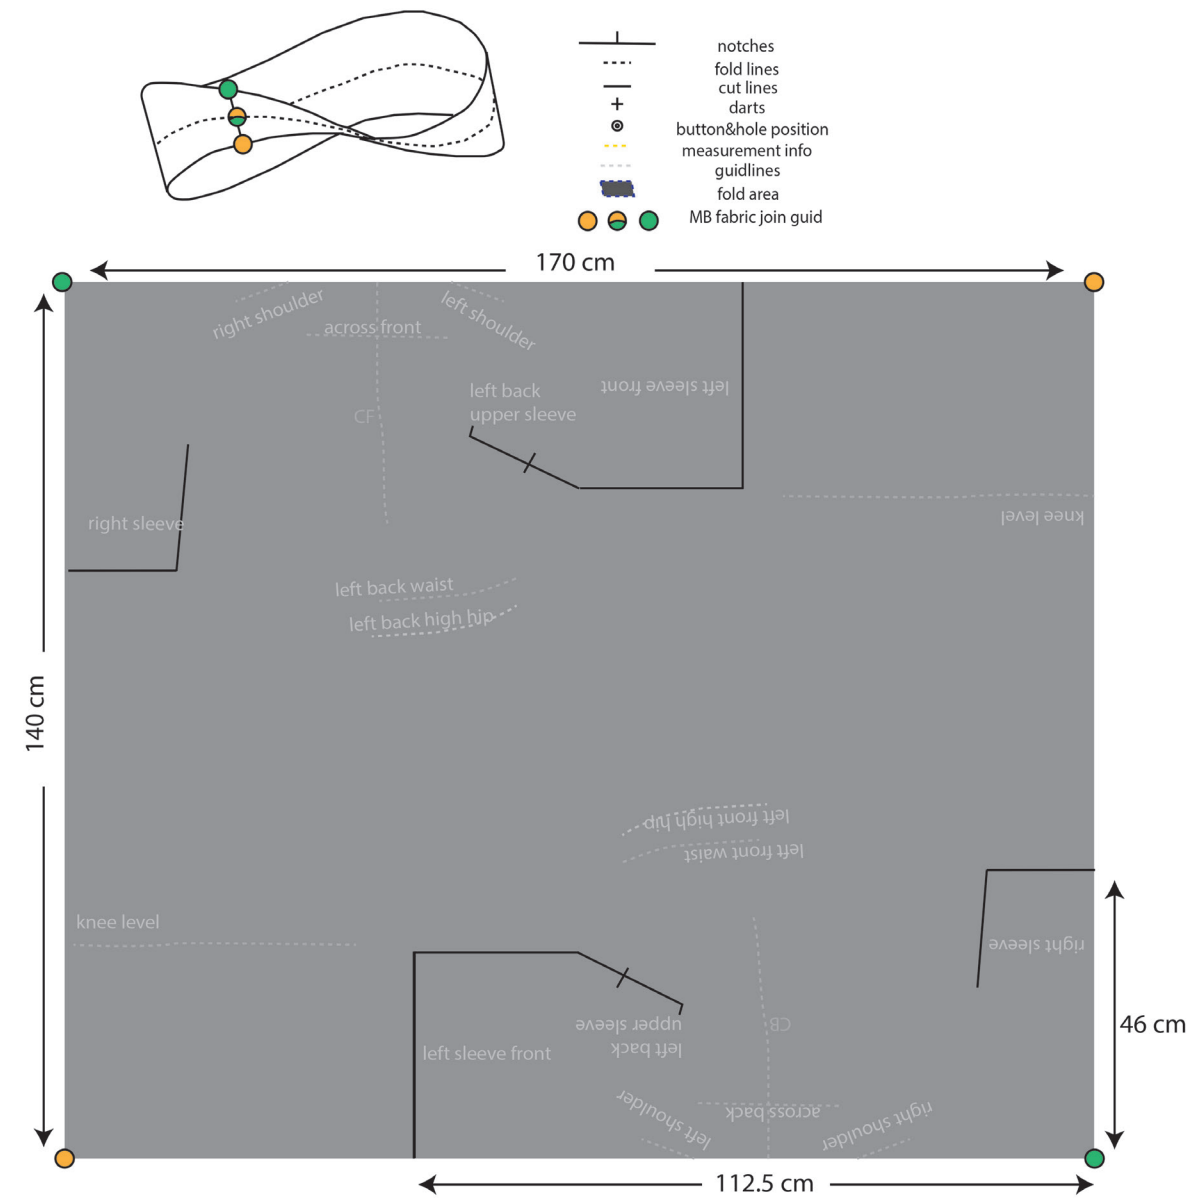 notches
fold lines
cut lines
darts
button&hole position
measurement info
guidlines
fold area
MB fabric join guid
170 cm
right shoulder
across front
left shoulder
left back
upper sleeve
left sleeve front
CF
right sleeve
knee level
left back waist
left back high hip
140 cm
left front high hip
left front waist
knee level
right sleeve
left sleeve front
upper sleeve
left back
CB
46 cm
left shoulder
across back
right shoulder
112.5 cm